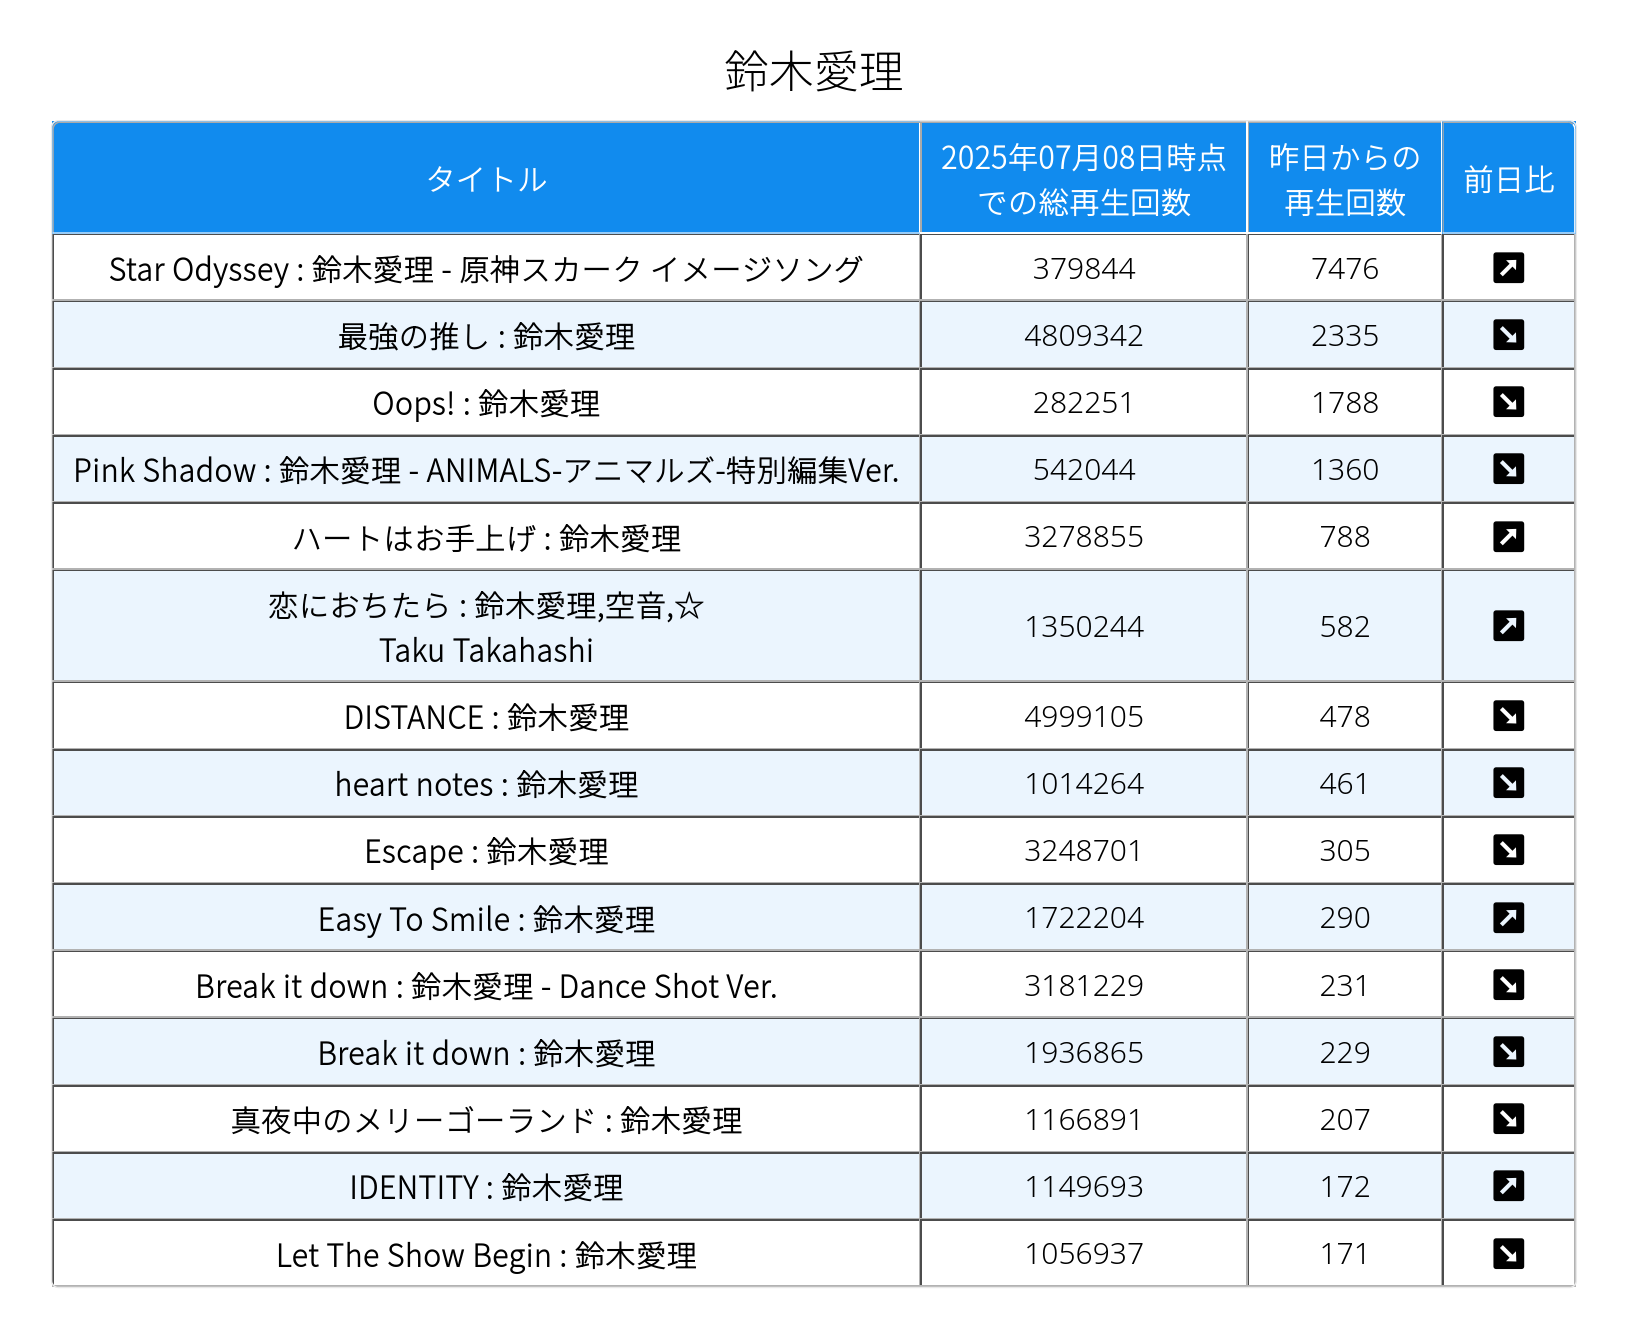 鈴木愛理
タイトル
2025年07月08日時点
での総再生回数
昨日からの
再生回数
前日比
Star Odyssey : 鈴木愛理 - 原神スカーク イメージソング 379844 7476
最強の推し : 鈴木愛理 4809342 2335
Oops! : 鈴木愛理 282251 1788
Pink Shadow : 鈴木愛理 - ANIMALS-アニマルズ-特別編集Ver. 542044 1360
ハートはお手上げ : 鈴木愛理 3278855 788
恋におちたら : 鈴木愛理,空音,☆
Taku Takahashi
1350244 582
DISTANCE : 鈴木愛理 4999105 478
heart notes : 鈴木愛理 1014264 461
Escape : 鈴木愛理 3248701 305
Easy To Smile : 鈴木愛理 1722204 290
Break it down : 鈴木愛理 - Dance Shot Ver. 3181229 231
Break it down : 鈴木愛理 1936865 229
真夜中のメリーゴーランド : 鈴木愛理 1166891 207
IDENTITY : 鈴木愛理 1149693 172
Let The Show Begin : 鈴木愛理 1056937 171